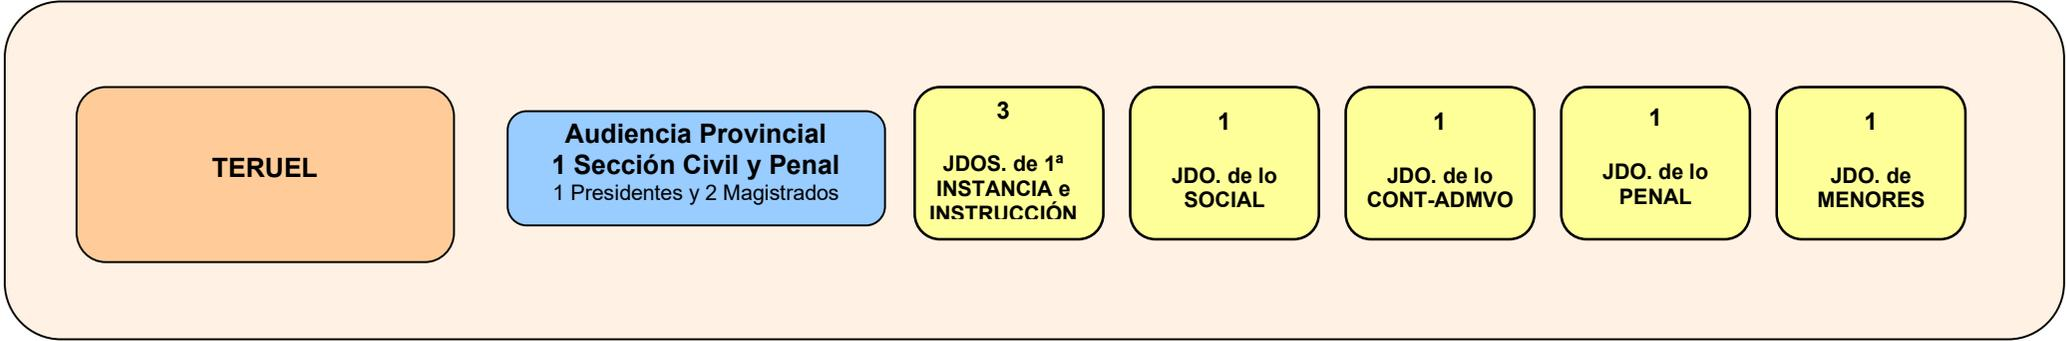 TERUEL
Audiencia Provincial
1 Sección Civil y Penal
1 Presidentes y 2 Magistrados
3
JDOS. de 1ª
INSTANCIA e
INSTRUCCIÓN
1
JDO. de lo
SOCIAL
1
JDO. de lo
CONT-ADMVO
1
JDO. de lo
PENAL
1
JDO. de
MENORES